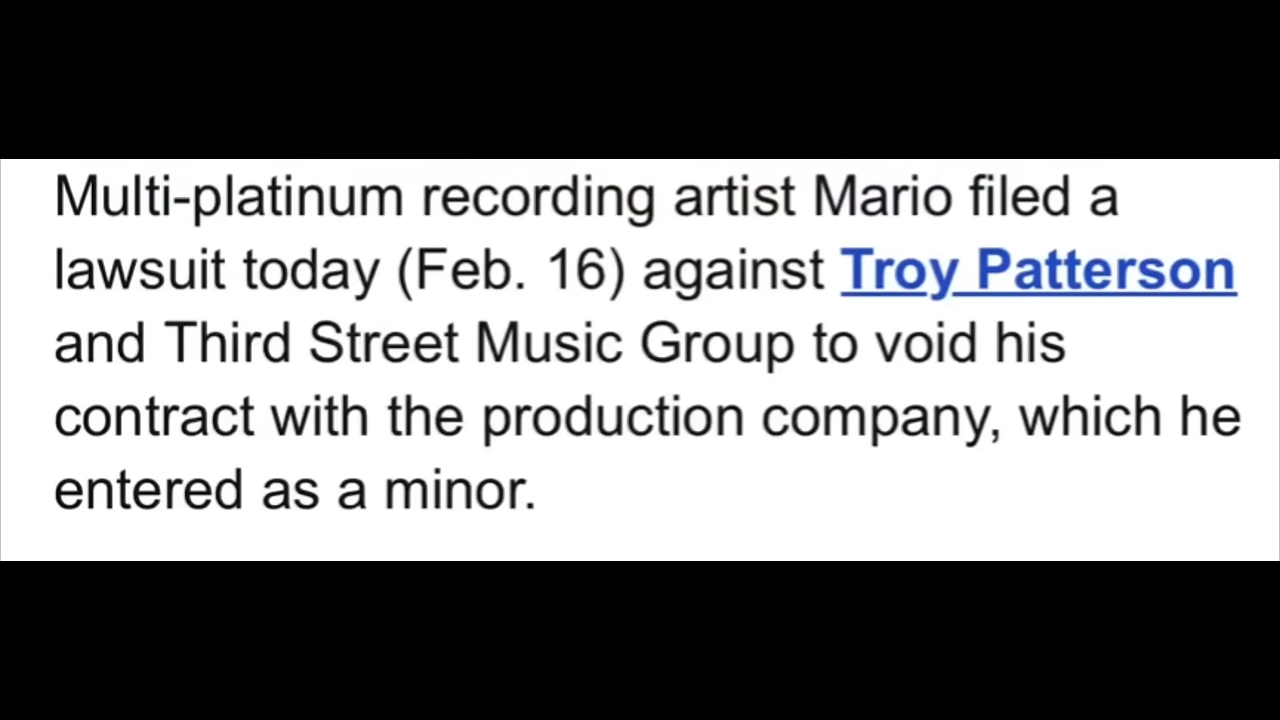 Multi-platinum recording artist Mario filed a
lawsuit today (Feb. 16) against Troy Patterson
and Third Street Music Group to void his
contract with the production company, which he
entered as a minor.